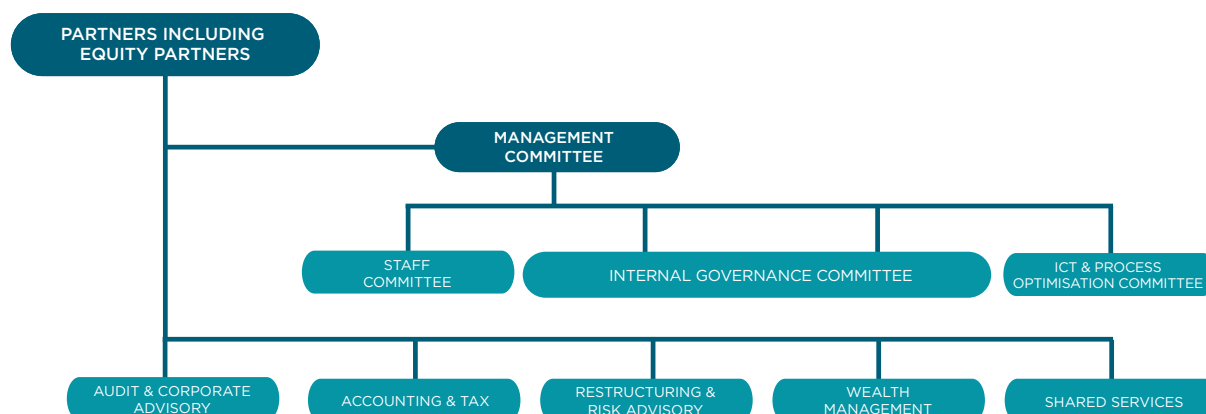 PARTNERS INCLUDING
EQUITY PARTNERS
MANAGEMENT
COMMITTEE
STAFF
COMMITTEE
INTERNAL GOVERNANCE COMMITTEE
ICT & PROCESS
OPTIMISATION COMMITTEE
AUDIT & CORPORATE
ADVISORY
ACCOUNTING & TAX
RESTRUCTURING &
RISK ADVISORY
WEALTH
MANAGEMENT
SHARED SERVICES